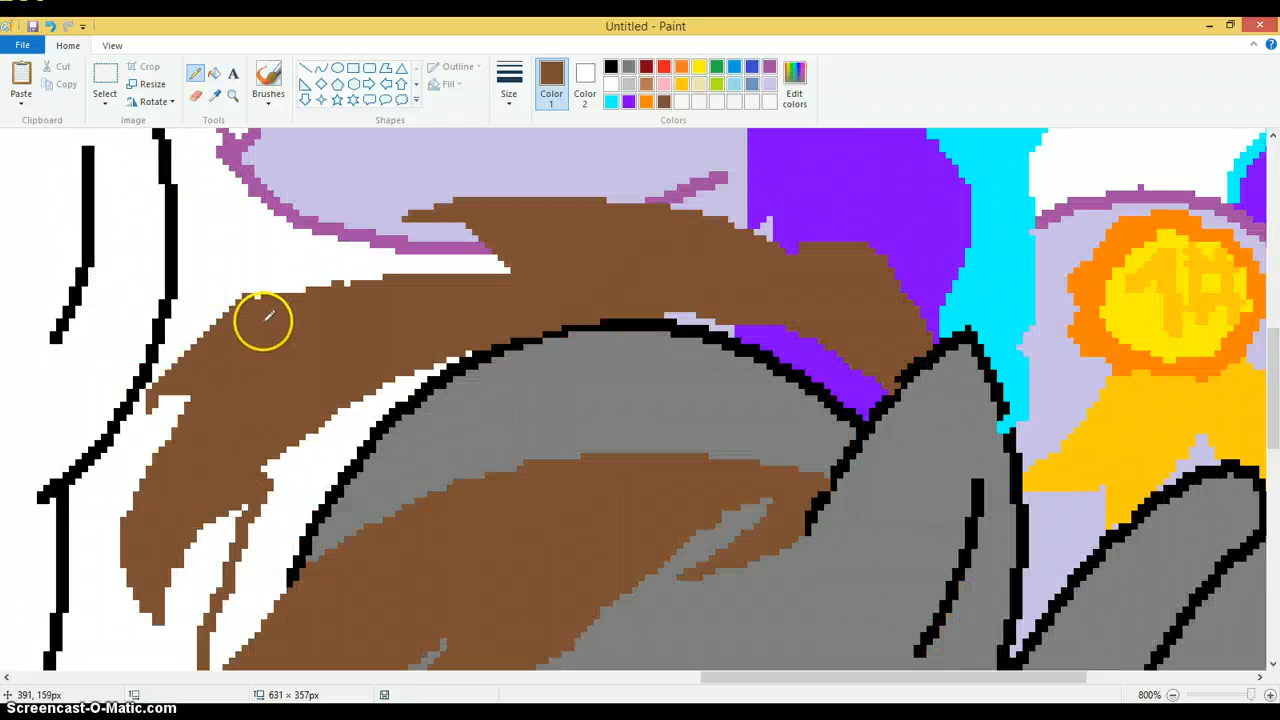 Untitled - Paint
File Home View
Paste
Cut
Copy
Clipboard
Select
Crop
Resize
Rotate
Image
A
Tools
Brushes
Outline
Fill
Shapes
Size
Color 1
Color 2
Edit colors
Colors
391, 159px
631 × 357px
800%
Screencast-O-Matic.com